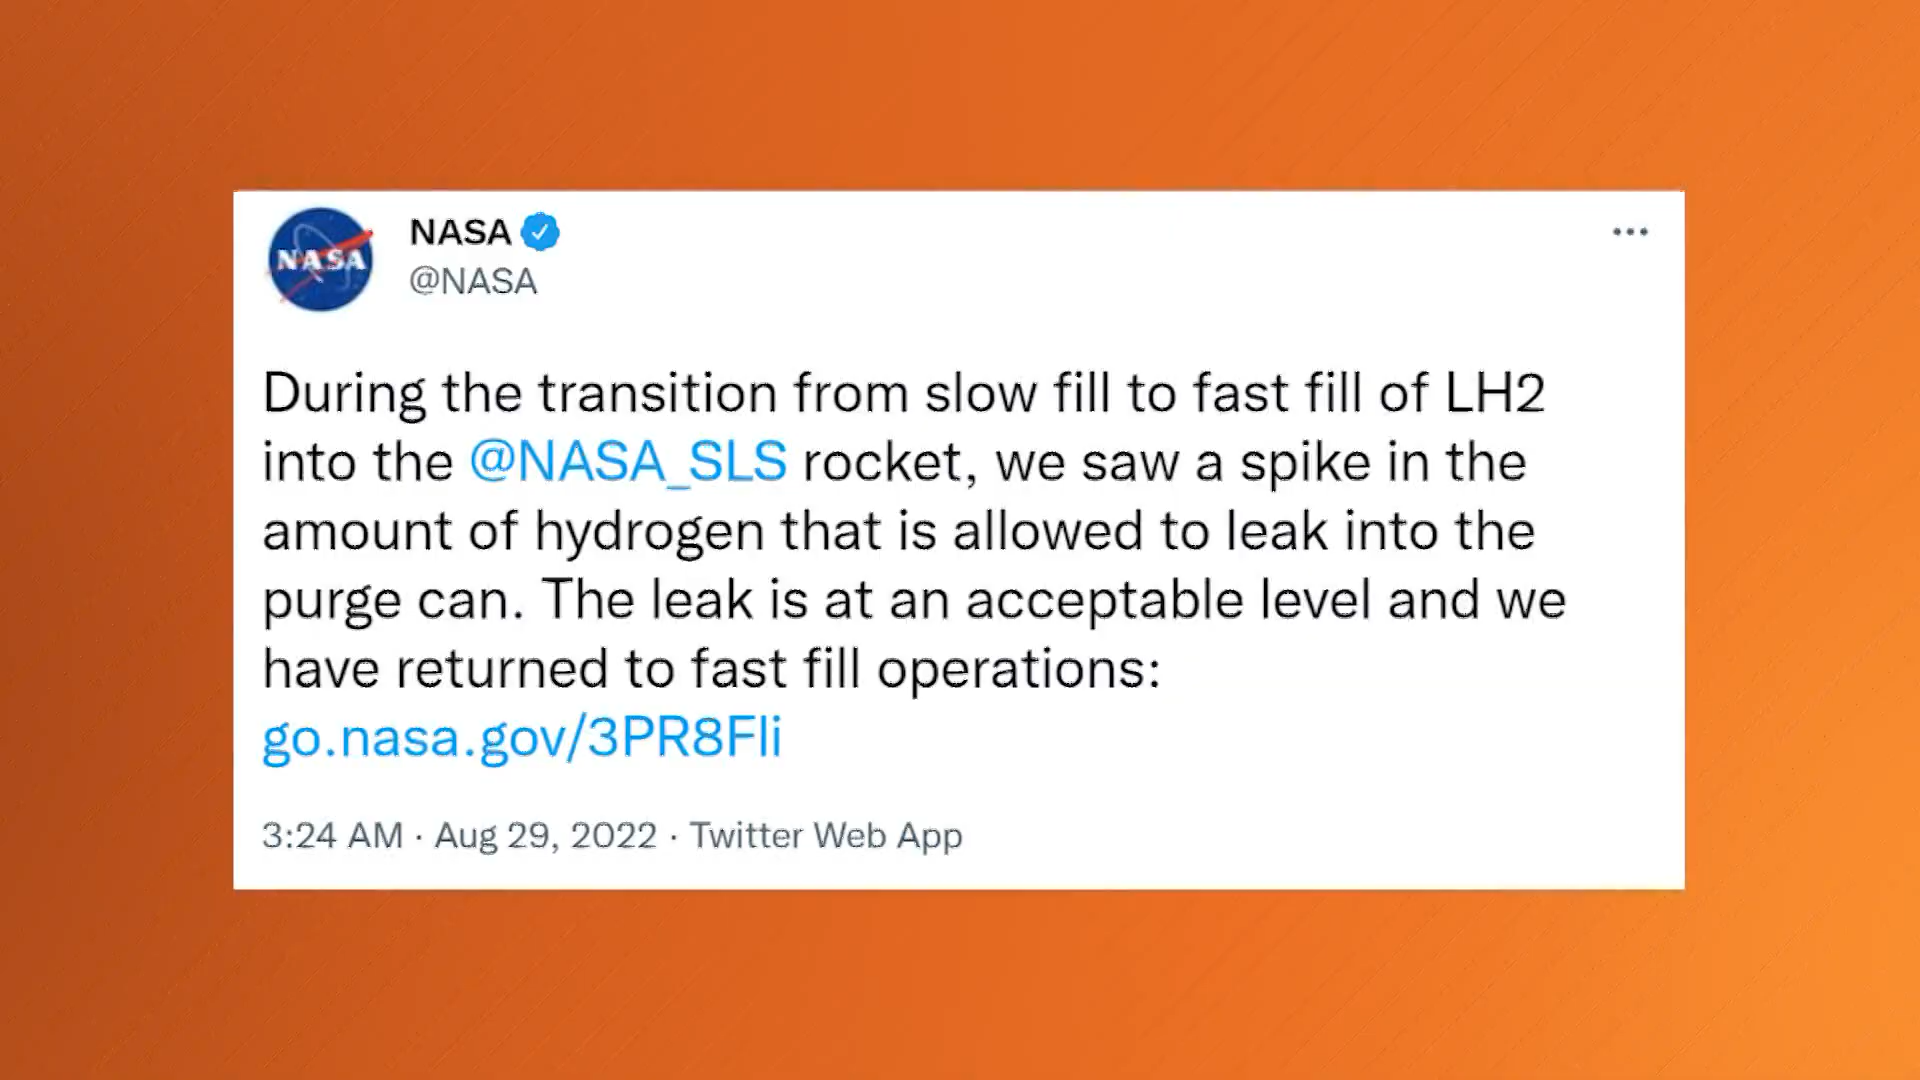 NASA
NASA
@NASA
During the transition from slow fill to fast fill of LH2
into the @NASA_SLS rocket, we saw a spike in the
amount of hydrogen that is allowed to leak into the
purge can. The leak is at an acceptable level and we
have returned to fast fill operations:
go.nasa.gov/3PR8Fli
3:24 AM · Aug 29, 2022 · Twitter Web App